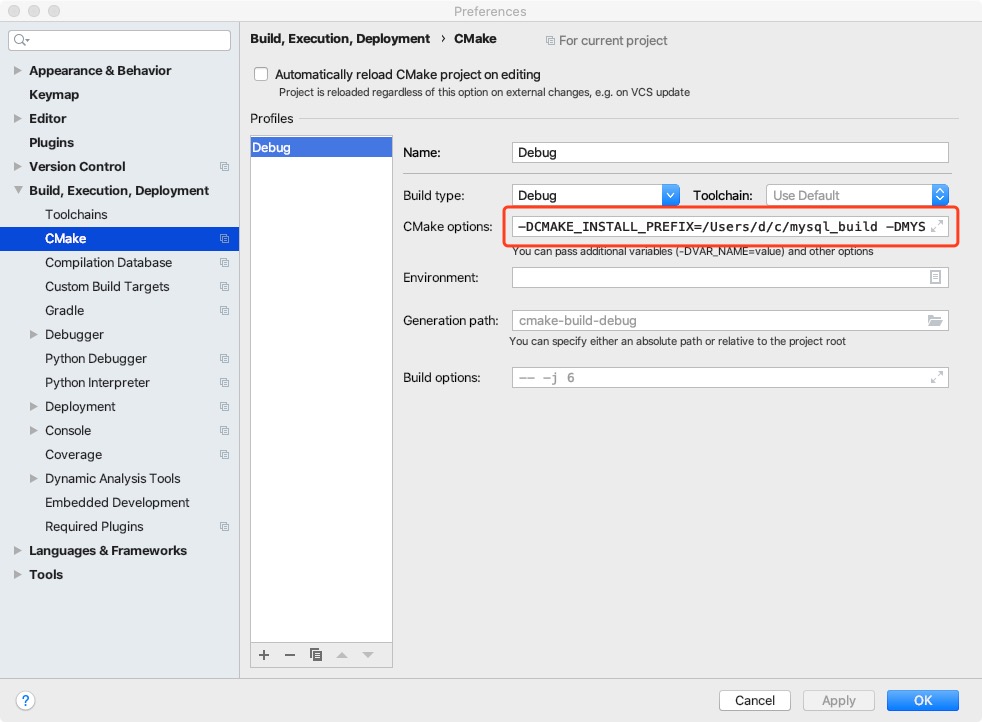 Preferences
Appearance & Behavior
Keymap
Editor
Plugins
Version Control
Build, Execution, Deployment
Toolchains
CMake
Compilation Database
Custom Build Targets
Gradle
Debugger
Python Debugger
Python Interpreter
Deployment
Console
Coverage
Dynamic Analysis Tools
Embedded Development
Required Plugins
Languages & Frameworks
Tools
Build, Execution, Deployment › CMake For current project
Automatically reload CMake project on editing
Project is reloaded regardless of this option on external changes, e.g. on VCS update
Profiles
Debug
Name: Debug
Build type: Debug Toolchain: Use Default
CMake options: -DCMAKE_INSTALL_PREFIX=/Users/d/c/mysql_build -DMYS
You can pass additional variables (-DVAR_NAME=value) and other options
Environment:
Generation path: cmake-build-debug
You can specify either an absolute path or relative to the project root
Build options: -- -j 6
? Cancel Apply OK